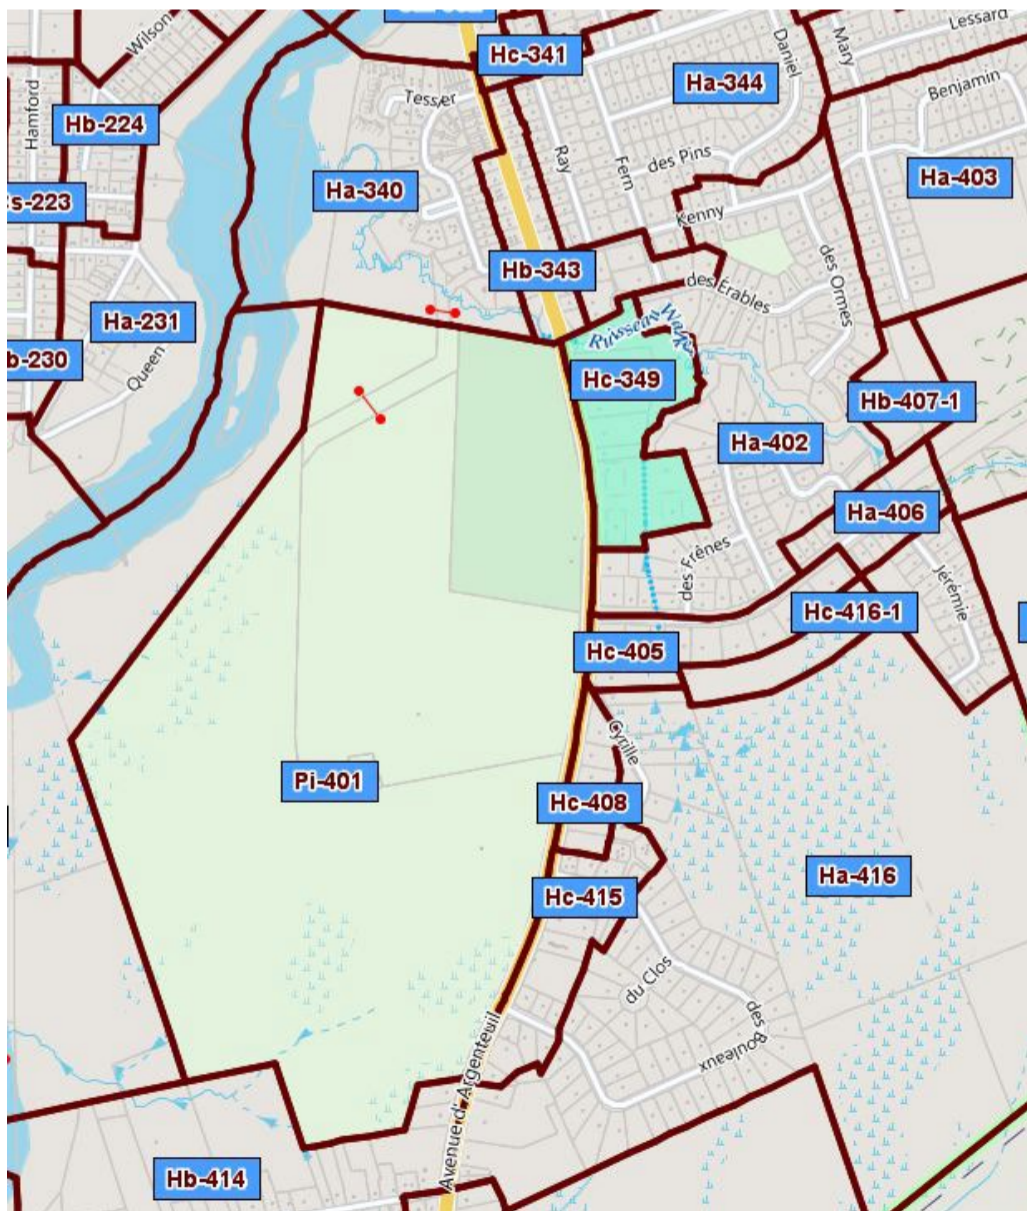 Wilson
Hc-341
Daniel
Mary
Lessard
Hamford
Tessier
Ha-344
Benjamin
Hb-224
Ray
Fern
des Pins
Ha-340
Ha-403
s-223
Kenny
Hb-343
des Érables
des Ormes
Ha-231
Ruisseau Walker
b-230
Queen
Hc-349
Hb-407-1
Ha-402
Ha-406
des Frênes
Jérémie
Hc-416-1
Hc-405
Cyrille
Pi-401
Hc-408
Ha-416
Hc-415
du Clos
des Bouleaux
Avenue d'Argenteuil
Hb-414